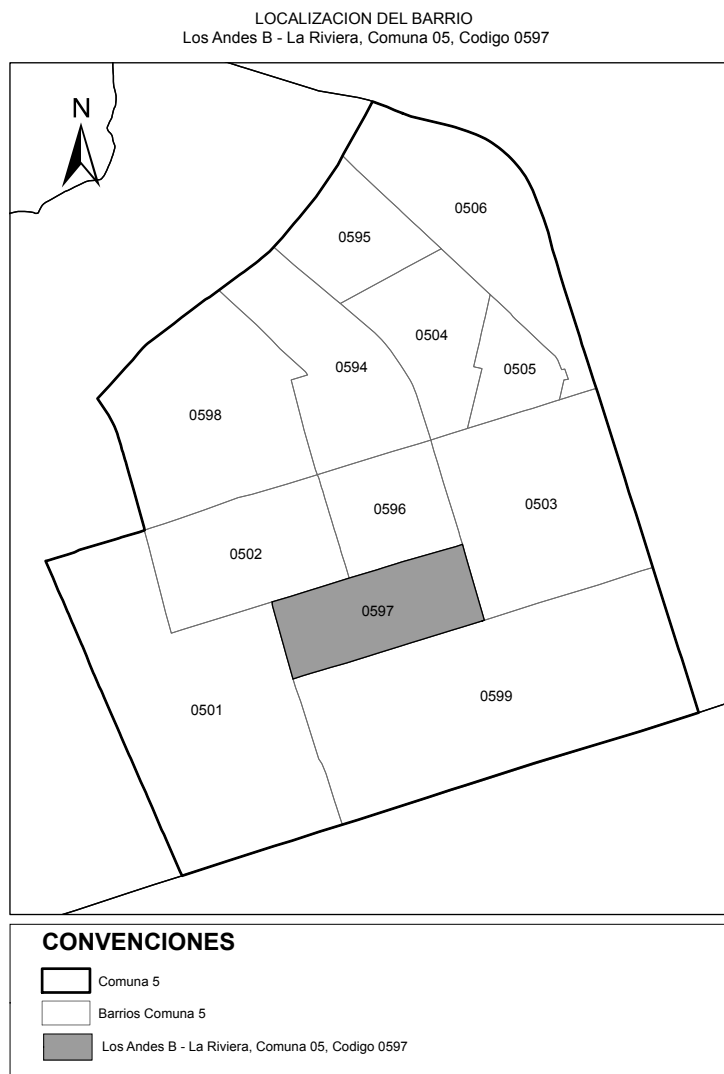 LOCALIZACION DEL BARRIO
Los Andes B - La Riviera, Comuna 05, Codigo 0597
N
0506
0595
0504
0594
0505
0598
0503
0596
0502
0597
0599
0501
CONVENCIONES
Comuna 5
Barrios Comuna 5
Los Andes B - La Riviera, Comuna 05, Codigo 0597